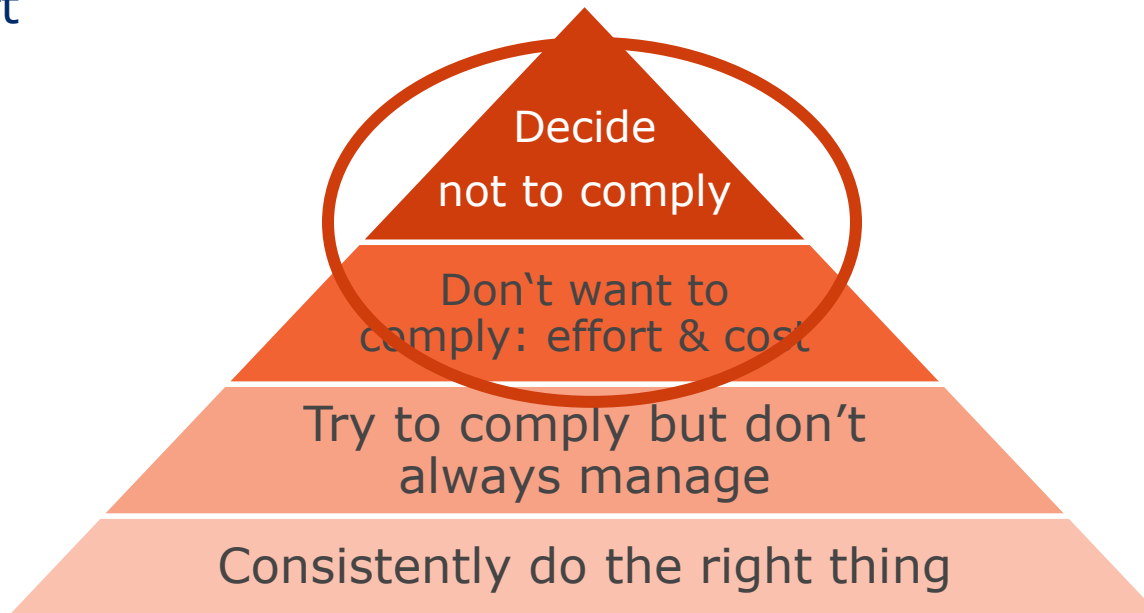 t
Decide
not to comply
Don‘t want to
comply: effort & cost
Try to comply but don’t
always manage
Consistently do the right thing